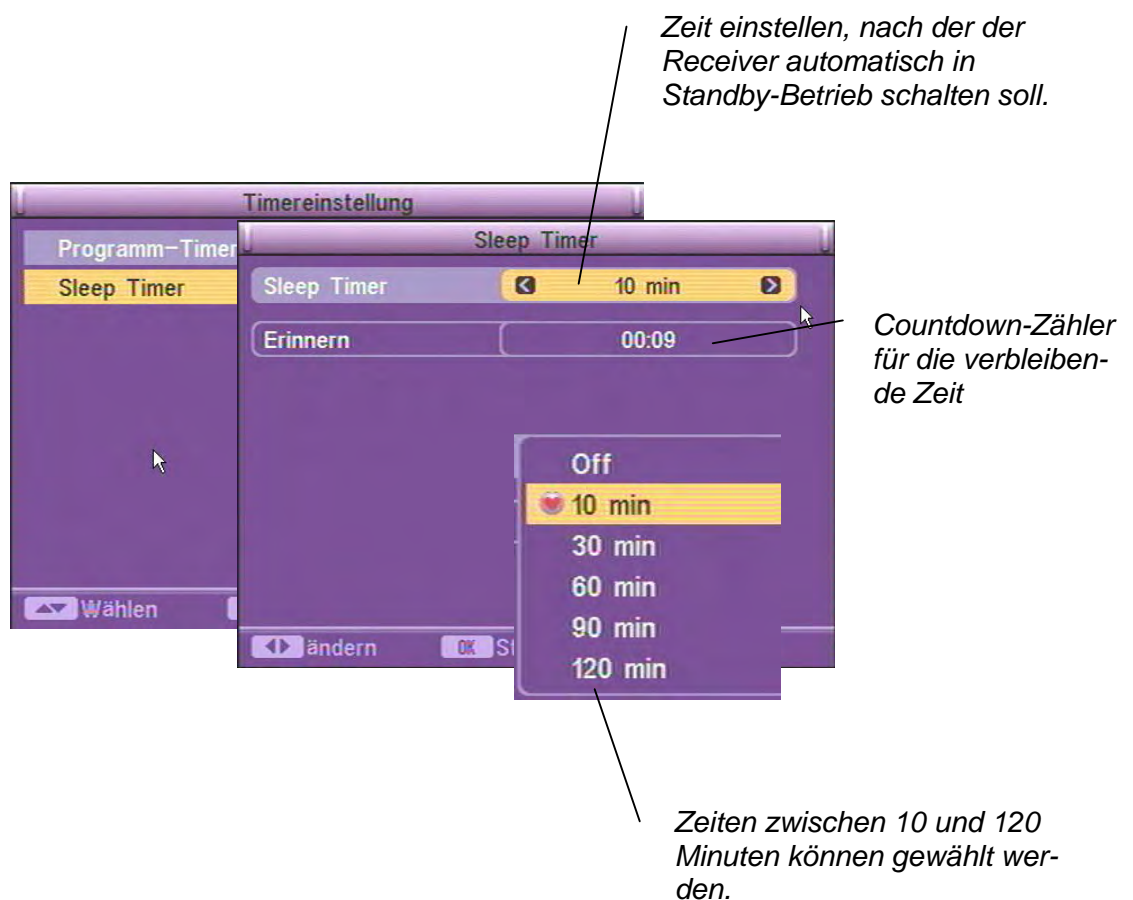 Zeit einstellen, nach der der
Receiver automatisch in
Standby-Betrieb schalten soll.
Timereinstellung
Programm-Timer
Sleep Timer
Wählen
Sleep Timer
Sleep Timer 10 min
Erinnern 00:09
Countdown-Zähler
für die verbleiben-
de Zeit
Off
10 min
30 min
60 min
90 min
120 min
ändern OK
Zeiten zwischen 10 und 120
Minuten können gewählt wer-
den.